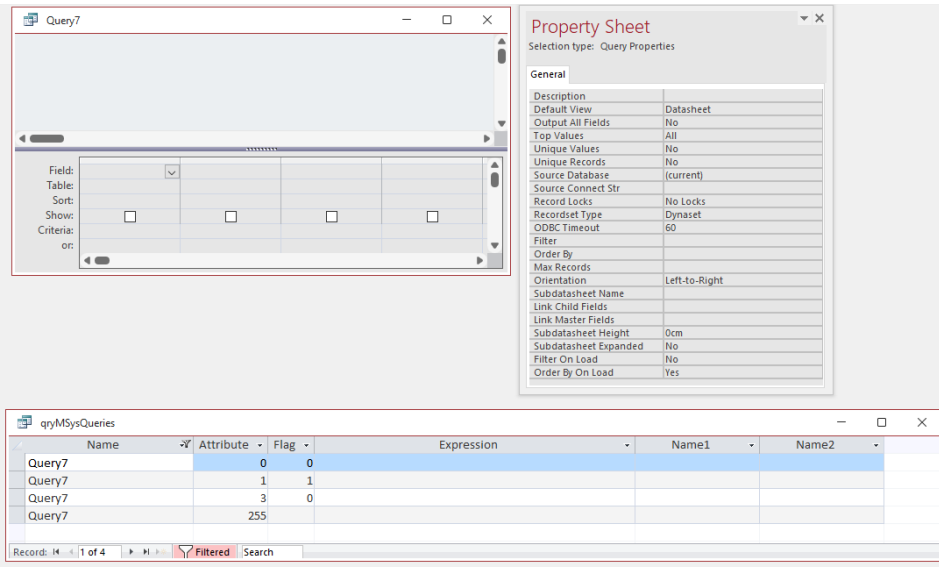 Query7
Field:
Table:
Sort:
Show:
Criteria:
or:
Property Sheet
Selection type: Query Properties
General
Description
Default View Datasheet
Output All Fields No
Top Values All
Unique Values No
Unique Records No
Source Database (current)
Source Connect Str
Record Locks No Locks
Recordset Type Dynaset
ODBC Timeout 60
Filter
Order By
Max Records
Orientation Left-to-Right
Subdatasheet Name
Link Child Fields
Link Master Fields
Subdatasheet Height 0cm
Subdatasheet Expanded No
Filter On Load No
Order By On Load Yes
qryMSysQueries
Name Attribute Flag Expression Name1 Name2
Query7 0 0
Query7 1 1
Query7 3 0
Query7 255
Record: 1 of 4 Filtered Search